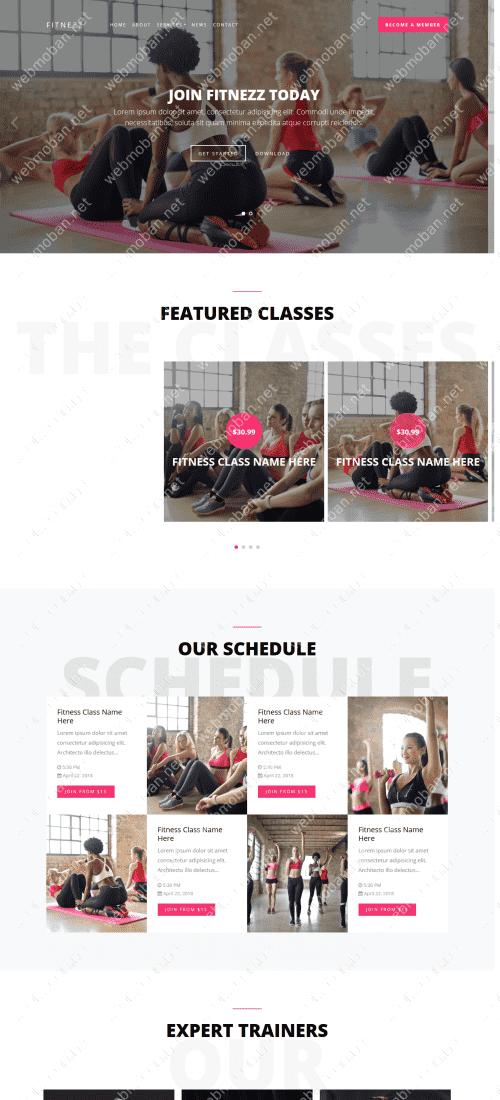 FITNEZZ
HOME ABOUT SERVICES NEWS CONTACT
BECOME A MEMBER
JOIN FITNEZZ TODAY
Lorem ipsum dolor sit amet, consectetur adipisicing elit. Commodi unde impedit,
necessitatibus, soluta sit quam minima expedita atque corrupti reiciendis.
GET STARTED
DOWNLOAD
THE CLASSES
FEATURED CLASSES
$30.99
FITNESS CLASS NAME HERE
$30.99
FITNESS CLASS NAME HERE
SCHEDULE
OUR SCHEDULE
Fitness Class Name
Here
Lorem ipsum dolor sit amet
consectetur adipisicing elit.
Architecto illo delectus...
5:30 PM
April 22, 2018
JOIN FROM $15
Fitness Class Name
Here
Lorem ipsum dolor sit amet
consectetur adipisicing elit.
Architecto illo delectus...
5:30 PM
April 22, 2018
JOIN FROM $15
Fitness Class Name
Here
Lorem ipsum dolor sit amet
consectetur adipisicing elit.
Architecto illo delectus...
5:30 PM
April 22, 2018
JOIN FROM $15
Fitness Class Name
Here
Lorem ipsum dolor sit amet
consectetur adipisicing elit.
Architecto illo delectus...
5:30 PM
April 22, 2018
JOIN FROM $15
EXPERT TRAINERS
OUR
webmoban.net